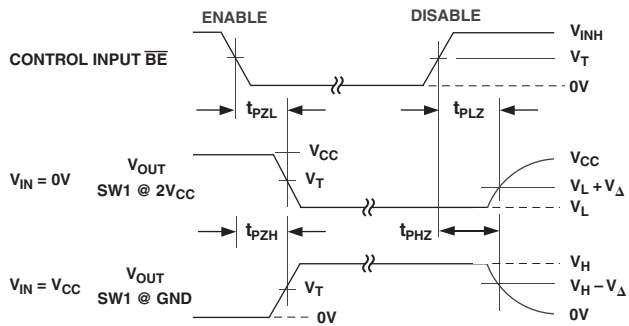 ENABLE DISABLE
V_INH
CONTROL INPUT B̅E̅ V_T
0V
t_PZL t_PLZ
V_CC V_CC
V_OUT
V_IN = 0V V_T V_L + V_Δ
SW1 @ 2V_CC
V_L
t_PZH t_PHZ
V_H
V_OUT
V_IN = V_CC V_T V_H – V_Δ
SW1 @ GND
0V 0V